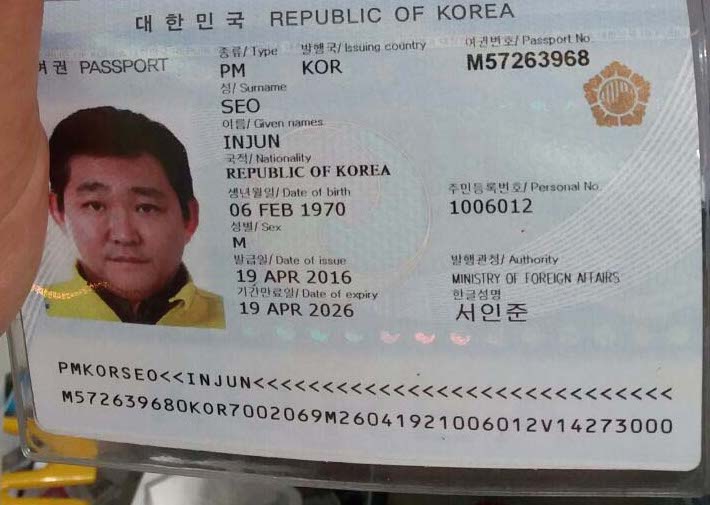 대한민국 REPUBLIC OF KOREA
여권 PASSPORT
종류/Type 발행국/Issuing country 여권번호/Passport No.
PM KOR M57263968
성/Surname
SEO
이름/Given names
INJUN
국적/Nationality
REPUBLIC OF KOREA
생년월일/Date of birth 주민등록번호/Personal No.
06 FEB 1970 1006012
성별/Sex
M
발급일/Date of issue 발행관청/Authority
19 APR 2016 MINISTRY OF FOREIGN AFFAIRS
기간만료일/Date of expiry 한글성명
19 APR 2026 서인준
PMKORSEO<<INJUN<<<<<<<<<<<<<<<<<<<<<<<<<<<<<
M572639680KOR7002069M26041921006012V14273000